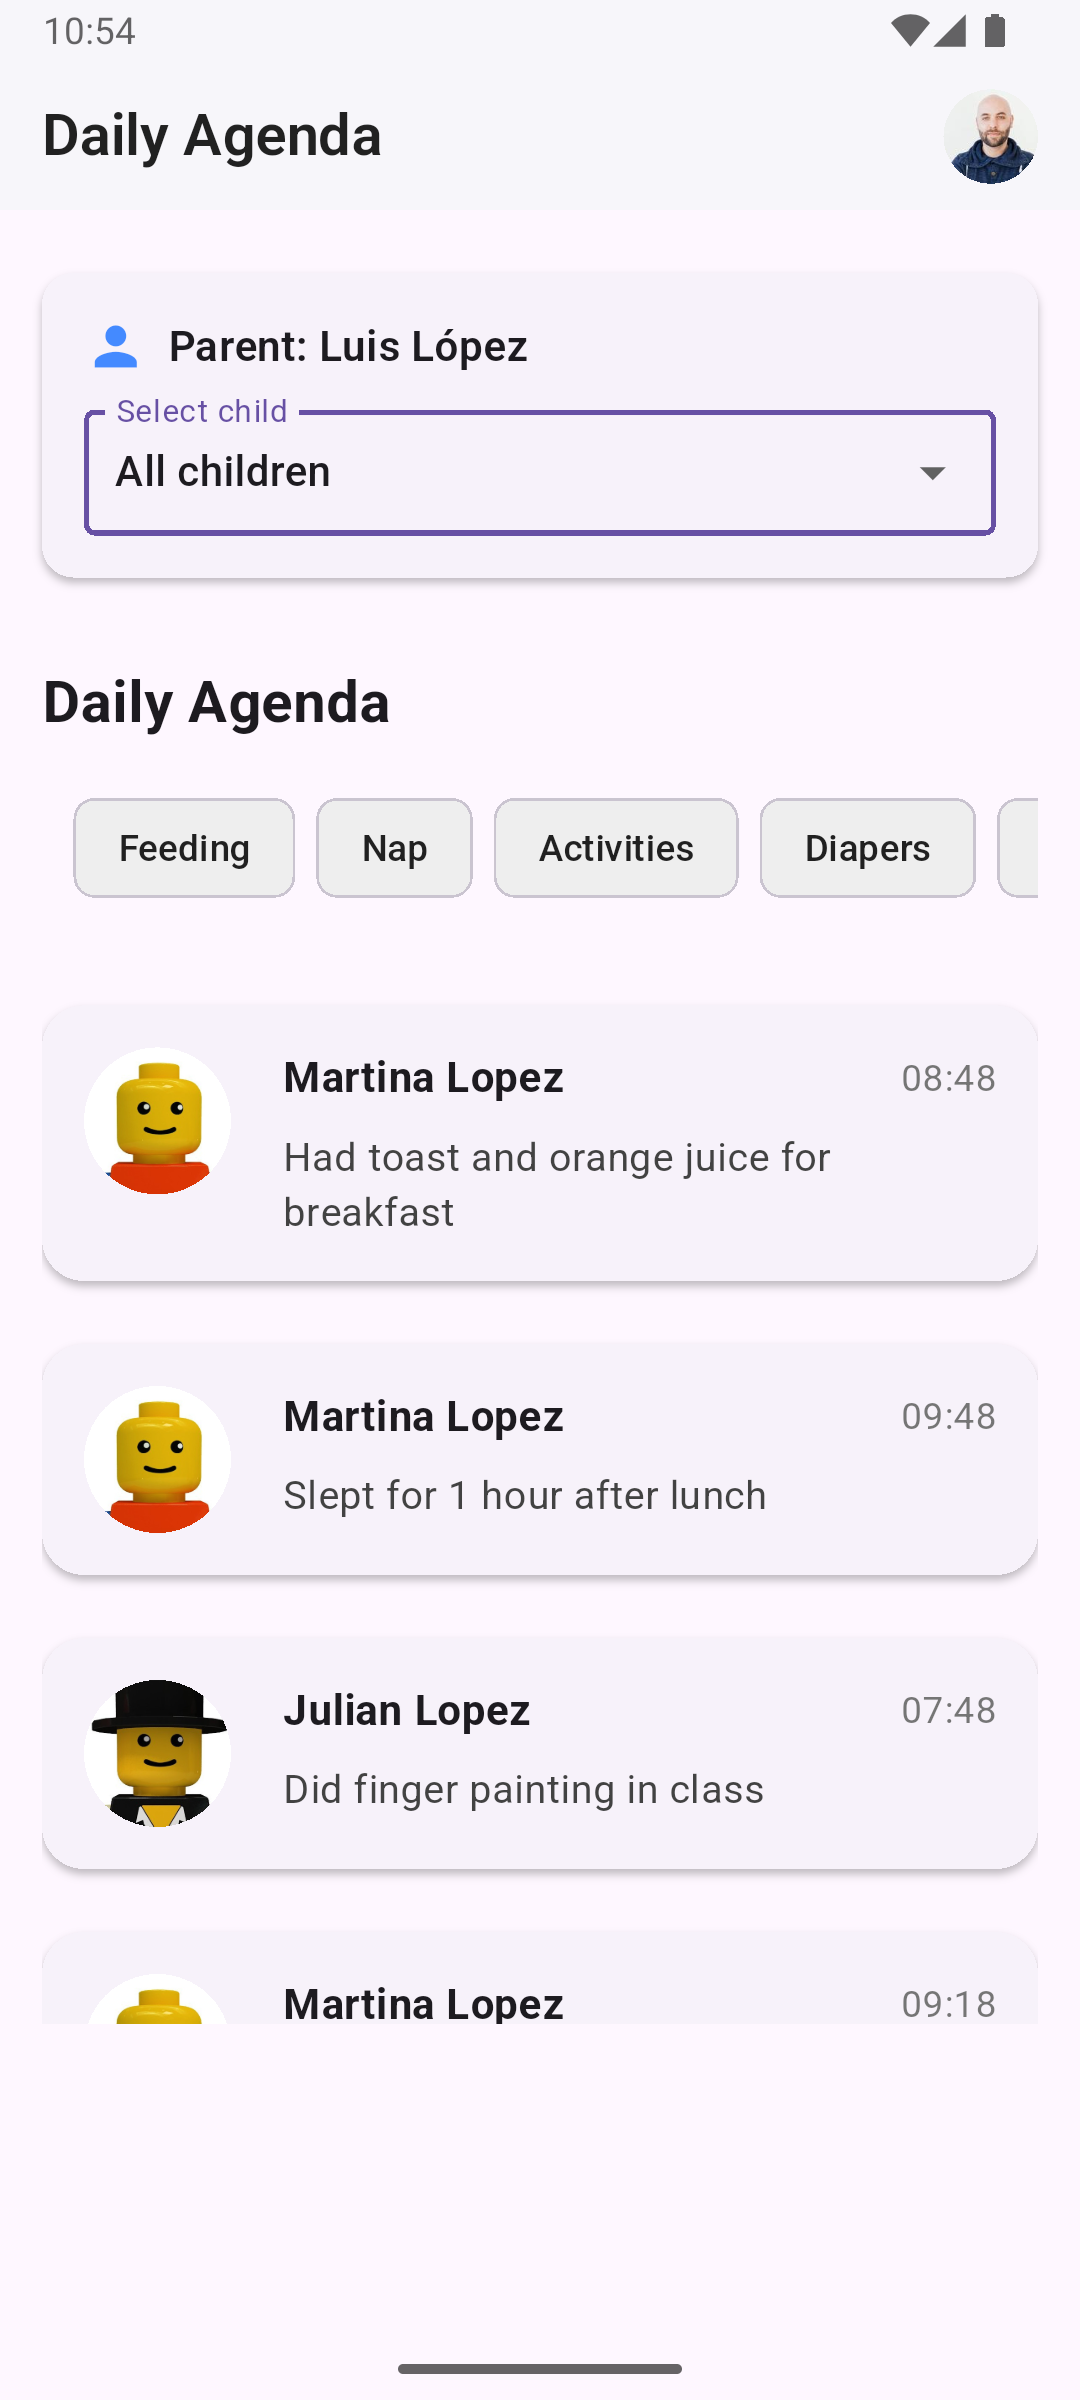 10:54
Daily Agenda
Parent: Luis López
Select child
All children
Daily Agenda
Feeding
Nap
Activities
Diapers
Martina Lopez
08:48
Had toast and orange juice for
breakfast
Martina Lopez
09:48
Slept for 1 hour after lunch
Julian Lopez
07:48
Did finger painting in class
Martina Lopez
09:18